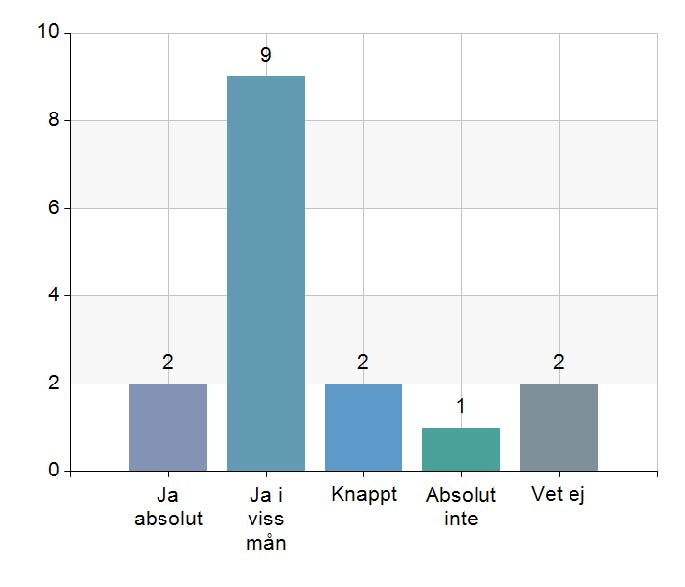 10
9
8
6
4
2
2
2
2
1
0
Ja absolut
Ja i viss mån
Knappt
Absolut inte
Vet ej